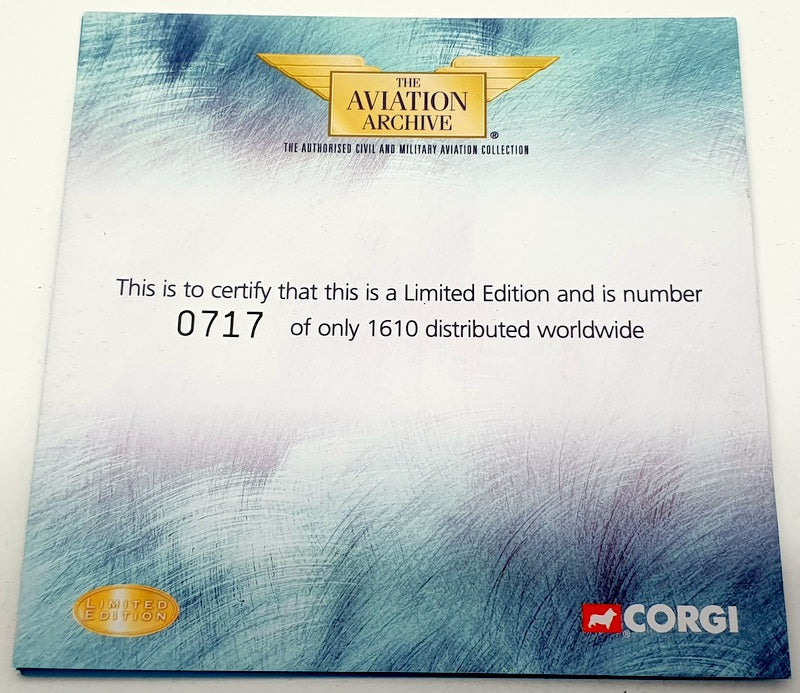 THE
AVIATION
ARCHIVE
®
THE AUTHORISED CIVIL AND MILITARY AVIATION COLLECTION
This is to certify that this is a Limited Edition and is number
0717 of only 1610 distributed worldwide
LIMITED
EDITION
® CORGI